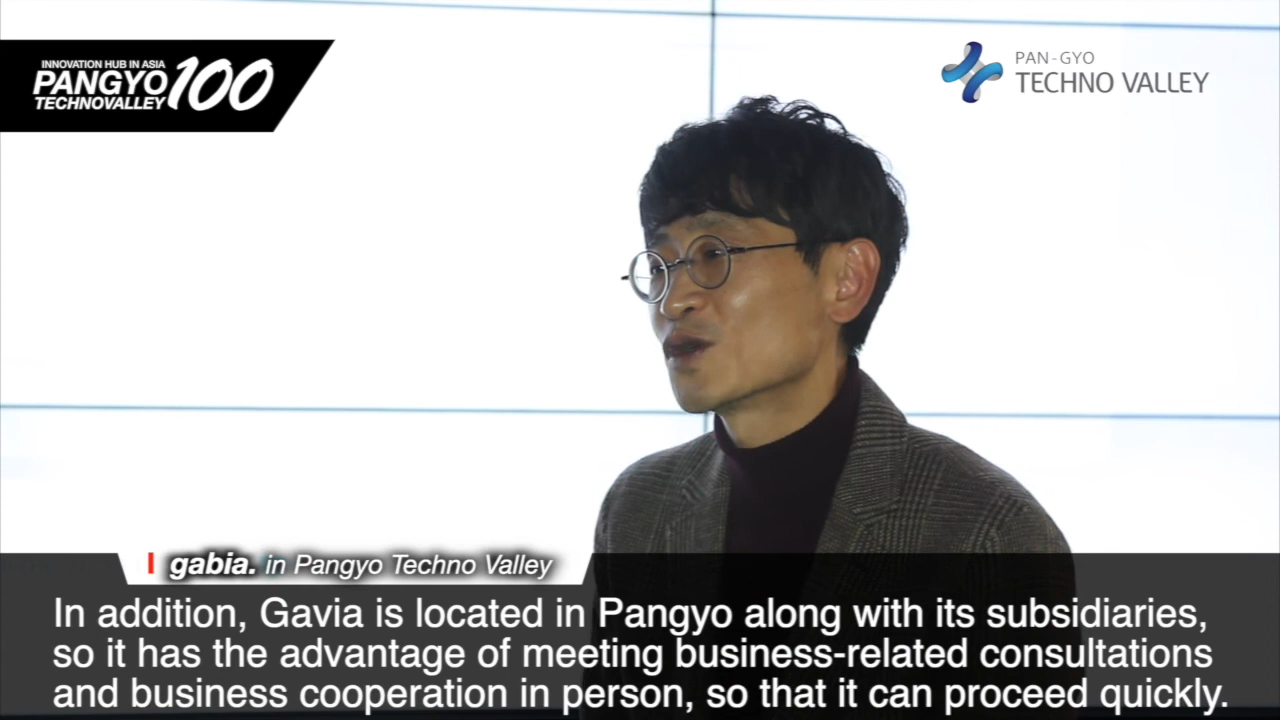 INNOVATION HUB IN ASIA
PANGYO
TECHNOVALLEY
100
PAN-GYO
TECHNO VALLEY
gabia. in Pangyo Techno Valley
In addition, Gavia is located in Pangyo along with its subsidiaries,
so it has the advantage of meeting business-related consultations
and business cooperation in person, so that it can proceed quickly.